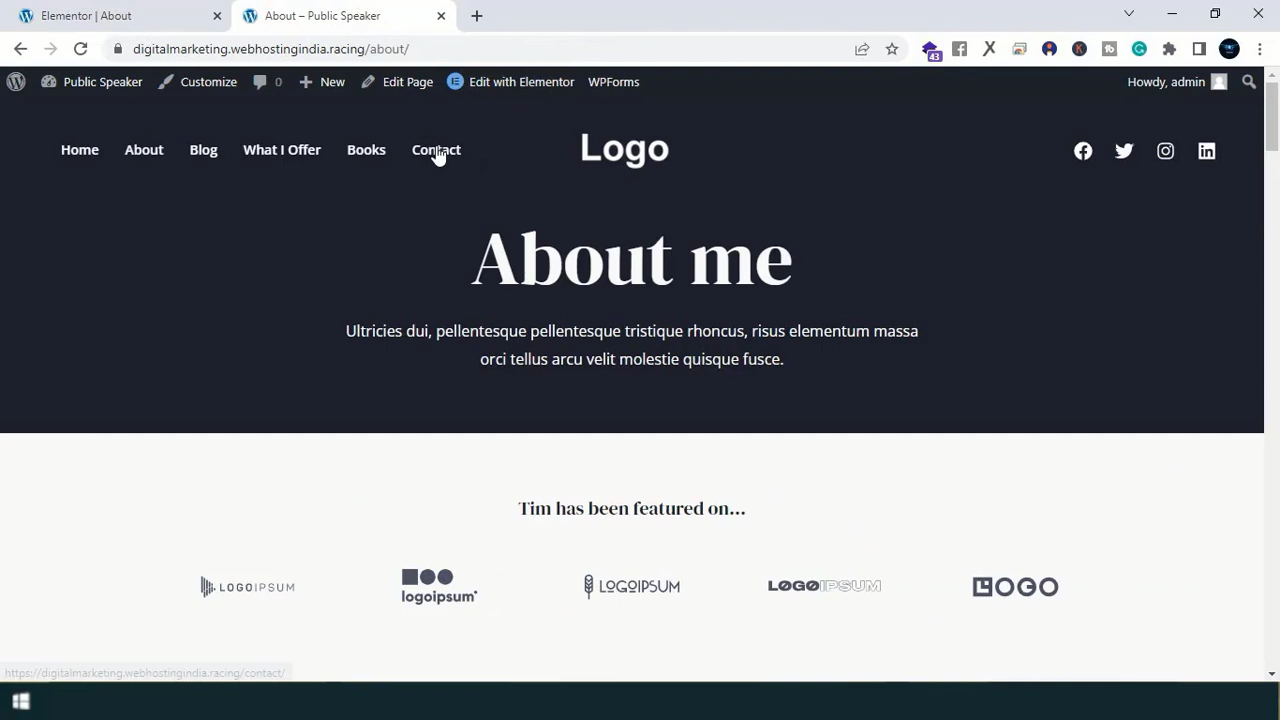 Elementor | About
About – Public Speaker
digitalmarketing.webhostingindia.racing/about/
43
Public Speaker
Customize
0
New
Edit Page
Edit with Elementor
WPForms
Howdy, admin
Home
About
Blog
What I Offer
Books
Contact
Logo
About me
Ultricies dui, pellentesque pellentesque tristique rhoncus, risus elementum massa
orci tellus arcu velit molestie quisque fusce.
Tim has been featured on...
LOGOIPSUM
logoipsum
LOGOIPSUM
LOGOIPSUM
LOGO
https://digitalmarketing.webhostingindia.racing/contact/